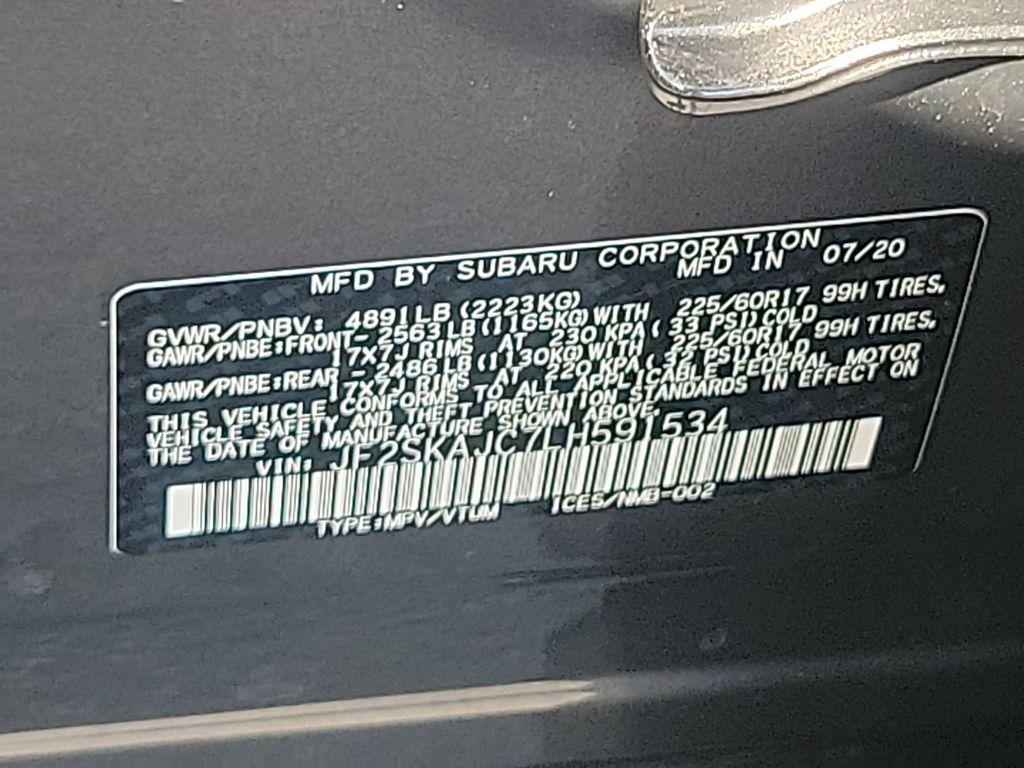 MFD BY SUBARU CORPORATION
MFD IN 07/20
GVWR/PNBV: 4891LB(2223KG)
GAWR/PNBE:FRONT- 2563LB(1165KG)WITH 225/60R17 99H TIRES,
17X7J RIMS AT 230 KPA( 33 PSI)COLD
GAWR/PNBE:REAR - 2486LB(1130KG)WITH 225/60R17 99H TIRES,
17X7J RIMS AT 220 KPA( 32 PSI)COLD
THIS VEHICLE CONFORMS TO ALL APPLICABLE FEDERAL MOTOR
VEHICLE SAFETY AND THEFT PREVENTION STANDARDS IN EFFECT ON
THE DATE OF MANUFACTURE SHOWN ABOVE.
VIN: JF2SKAJC7LH591534
TYPE:MPV/VTUM ICES/NMB-002